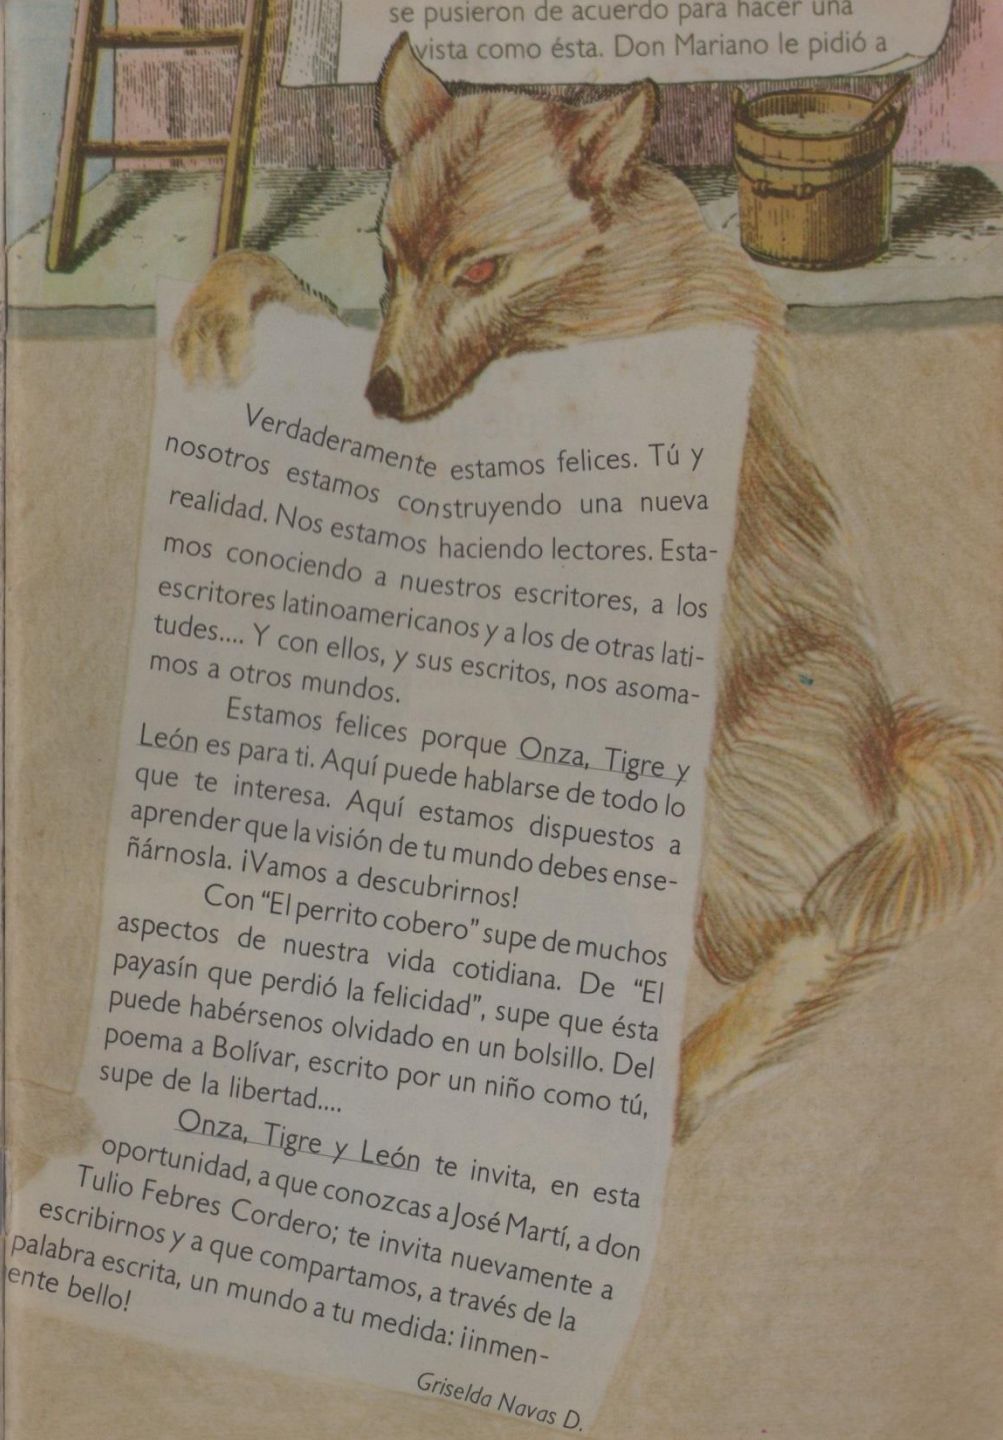 se pusieron de acuerdo para hacer una
vista como ésta. Don Mariano le pidió a
Verdaderamente estamos felices. Tú y
nosotros estamos construyendo una nueva
realidad. Nos estamos haciendo lectores. Esta-
mos conociendo a nuestros escritores, a los
escritores latinoamericanos y a los de otras lati-
tudes.... Y con ellos, y sus escritos, nos asoma-
mos a otros mundos.
Estamos felices porque Onza, Tigre y
León es para ti. Aquí puede hablarse de todo lo
que te interesa. Aquí estamos dispuestos a
aprender que la visión de tu mundo debes ense-
ñárnosla. ¡Vamos a descubrirnos!
Con “El perrito cobero” supe de muchos
aspectos de nuestra vida cotidiana. De “El
payasín que perdió la felicidad”, supe que ésta
puede habérsenos olvidado en un bolsillo. Del
poema a Bolívar, escrito por un niño como tú,
supe de la libertad....
Onza, Tigre y León te invita, en esta
oportunidad, a que conozcas a José Martí, a don
Tulio Febres Cordero; te invita nuevamente a
escribirnos y a que compartamos, a través de la
palabra escrita, un mundo a tu medida: ¡inmen-
ente bello!
Griselda Navas D.